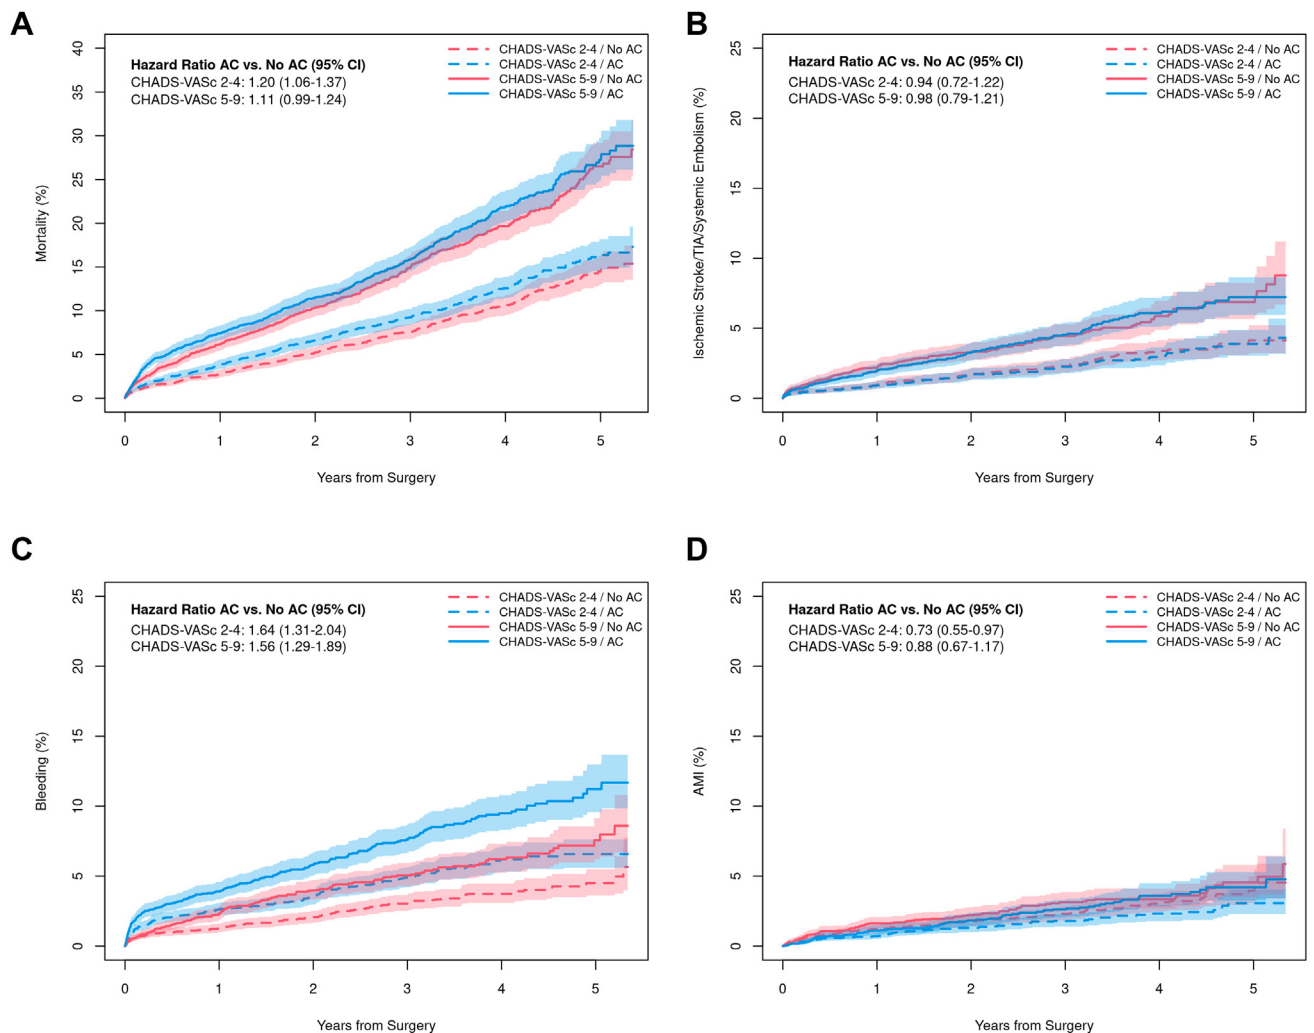 A
Hazard Ratio AC vs. No AC (95% CI)
CHADS-VASc 2-4: 1.20 (1.06-1.37)
CHADS-VASc 5-9: 1.11 (0.99-1.24)
CHADS-VASc 2-4 / No AC
CHADS-VASc 2-4 / AC
CHADS-VASc 5-9 / No AC
CHADS-VASc 5-9 / AC
Mortality (%)
40
35
30
25
20
15
10
5
0
0 1 2 3 4 5
Years from Surgery
B
Hazard Ratio AC vs. No AC (95% CI)
CHADS-VASc 2-4: 0.94 (0.72-1.22)
CHADS-VASc 5-9: 0.98 (0.79-1.21)
CHADS-VASc 2-4 / No AC
CHADS-VASc 2-4 / AC
CHADS-VASc 5-9 / No AC
CHADS-VASc 5-9 / AC
Ischemic Stroke/TIA/Systemic Embolism (%)
25
20
15
10
5
0
0 1 2 3 4 5
Years from Surgery
C
Hazard Ratio AC vs. No AC (95% CI)
CHADS-VASc 2-4: 1.64 (1.31-2.04)
CHADS-VASc 5-9: 1.56 (1.29-1.89)
CHADS-VASc 2-4 / No AC
CHADS-VASc 2-4 / AC
CHADS-VASc 5-9 / No AC
CHADS-VASc 5-9 / AC
Bleeding (%)
25
20
15
10
5
0
0 1 2 3 4 5
Years from Surgery
D
Hazard Ratio AC vs. No AC (95% CI)
CHADS-VASc 2-4: 0.73 (0.55-0.97)
CHADS-VASc 5-9: 0.88 (0.67-1.17)
CHADS-VASc 2-4 / No AC
CHADS-VASc 2-4 / AC
CHADS-VASc 5-9 / No AC
CHADS-VASc 5-9 / AC
AMI (%)
25
20
15
10
5
0
0 1 2 3 4 5
Years from Surgery